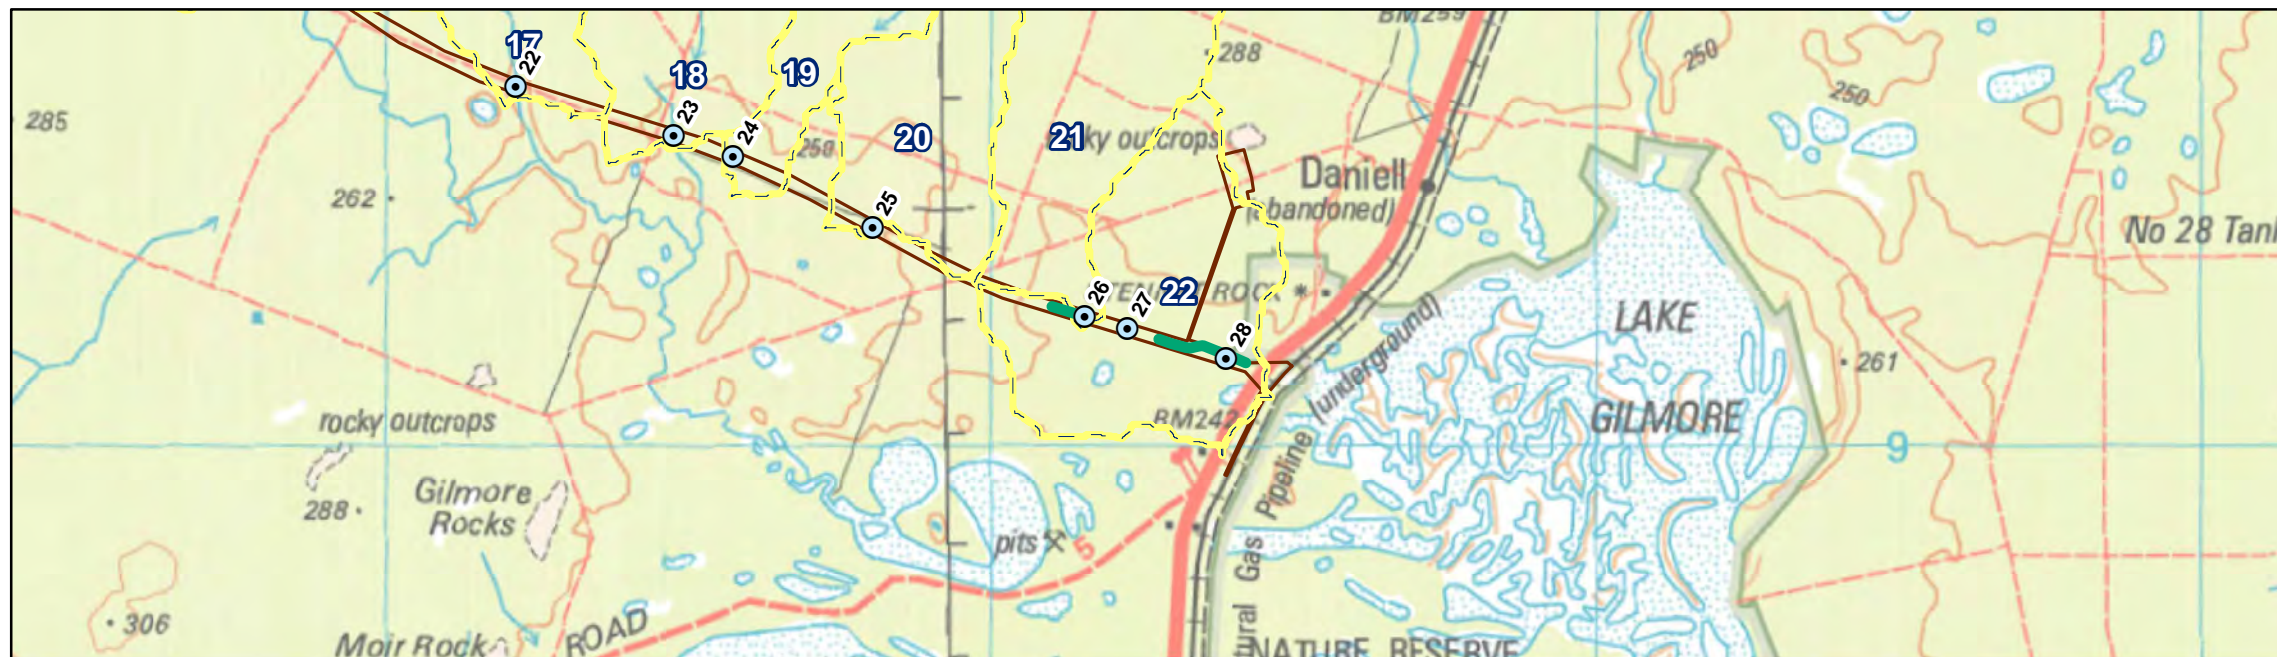 BM259
17
22
18
19
288
250
250
285
23
24
250
20
21
outcrops
Daniell
(abandoned)
262
25
No 28 Tank
26
27
22
ROCK
28
LAKE
GILMORE
261
rocky outcrops
BM242
9
Gilmore
Rocks
288
pits
5
Natural Gas Pipeline (underground)
306
Moir Rock
ROAD
NATURE RESERVE